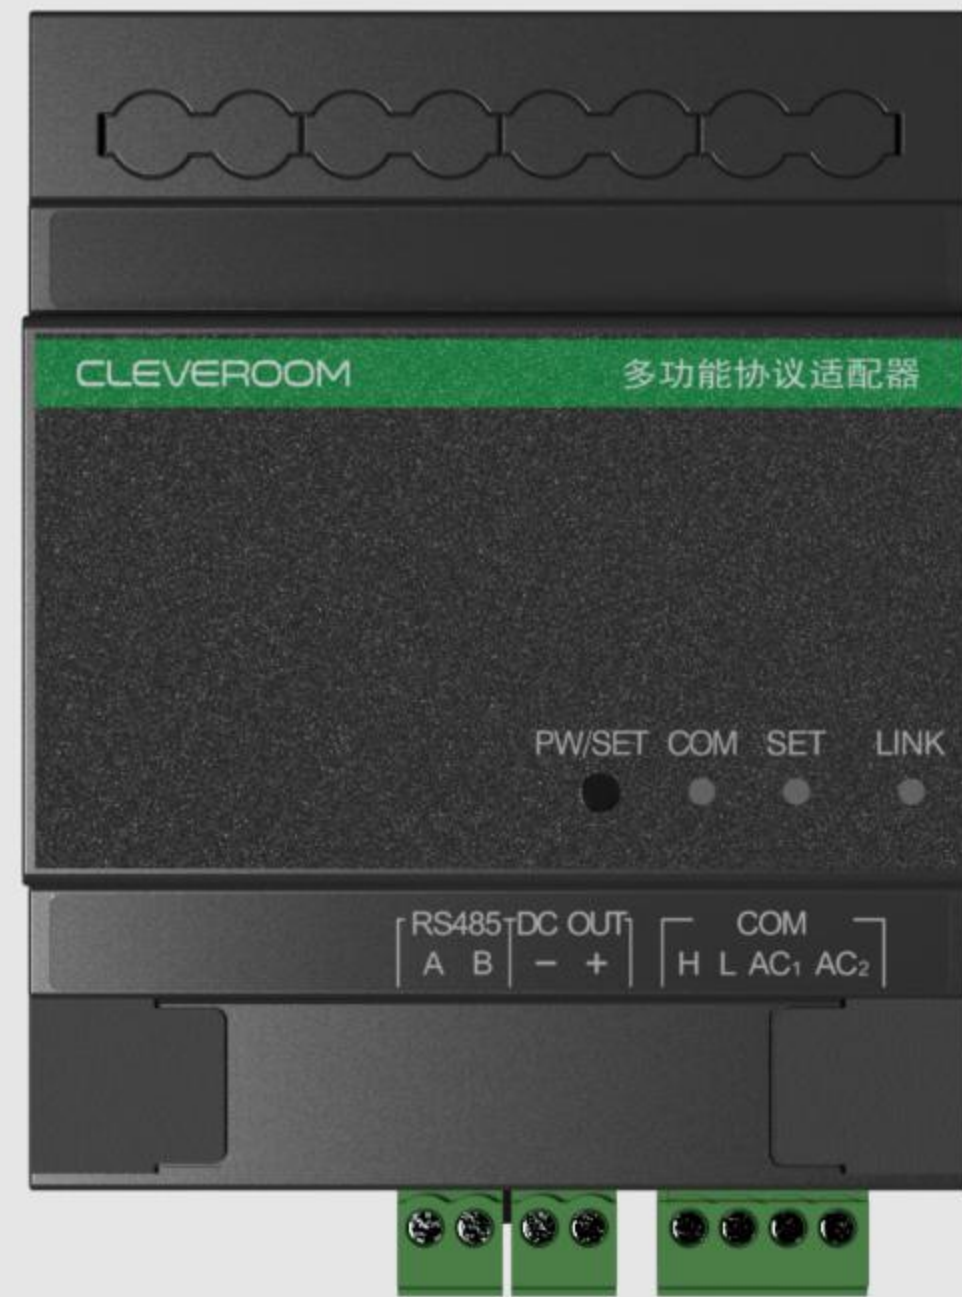 CLEVEROOM 多功能协议适配器
PW/SET COM SET LINK
RS485 DC OUT COM
A B − + H L AC₁ AC₂